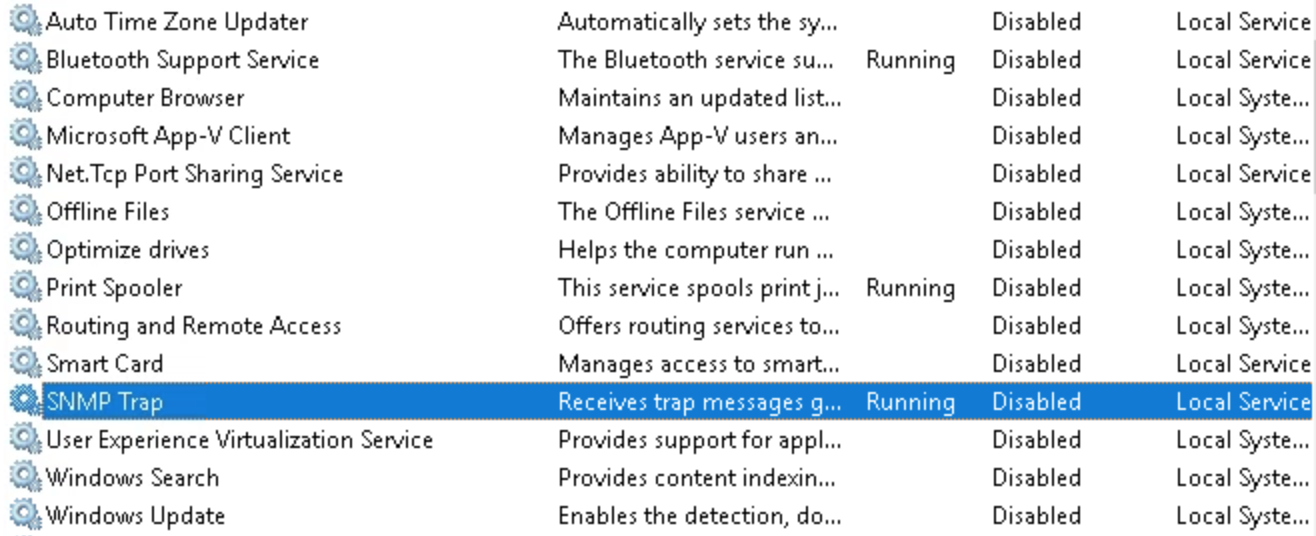 Auto Time Zone Updater Automatically sets the sy... Disabled Local Service
Bluetooth Support Service The Bluetooth service su... Running Disabled Local Service
Computer Browser Maintains an updated list... Disabled Local Syste...
Microsoft App-V Client Manages App-V users an... Disabled Local Syste...
Net.Tcp Port Sharing Service Provides ability to share ... Disabled Local Service
Offline Files The Offline Files service ... Disabled Local Syste...
Optimize drives Helps the computer run ... Disabled Local Syste...
Print Spooler This service spools print j... Running Disabled Local Syste...
Routing and Remote Access Offers routing services to... Disabled Local Syste...
Smart Card Manages access to smart... Disabled Local Service
SNMP Trap Receives trap messages g... Running Disabled Local Service
User Experience Virtualization Service Provides support for appl... Disabled Local Syste...
Windows Search Provides content indexin... Disabled Local Syste...
Windows Update Enables the detection, do... Disabled Local Syste...